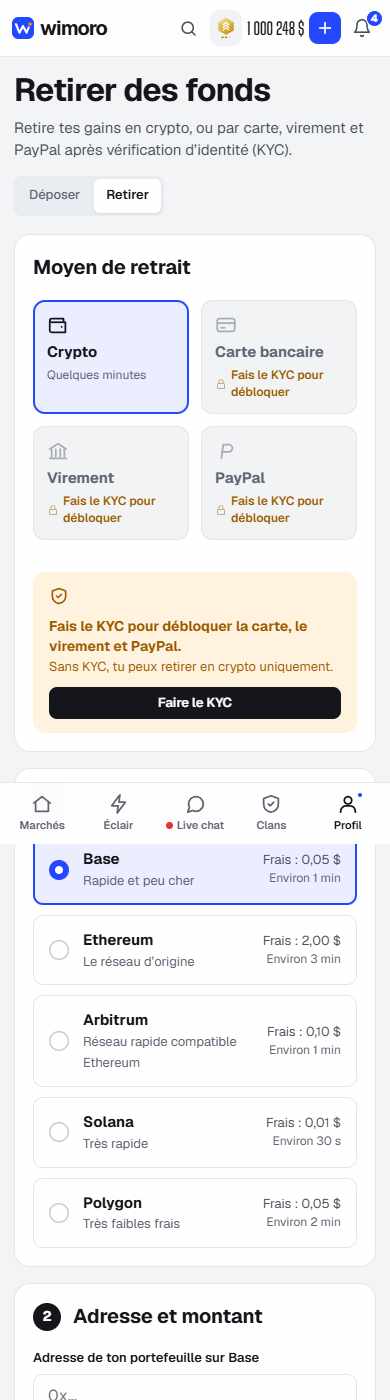 wimoro
1 000 248 $
4
Retirer des fonds
Retire tes gains en crypto, ou par carte, virement et
PayPal après vérification d'identité (KYC).
Déposer
Retirer
Moyen de retrait
Crypto
Quelques minutes
Carte bancaire
Fais le KYC pour
débloquer
Virement
Fais le KYC pour
débloquer
PayPal
Fais le KYC pour
débloquer
Fais le KYC pour débloquer la carte, le
virement et PayPal.
Sans KYC, tu peux retirer en crypto uniquement.
Faire le KYC
Marchés
Éclair
Live chat
Clans
Profil
Base
Rapide et peu cher
Frais : 0,05 $
Environ 1 min
Ethereum
Le réseau d'origine
Frais : 2,00 $
Environ 3 min
Arbitrum
Réseau rapide compatible
Ethereum
Frais : 0,10 $
Environ 1 min
Solana
Très rapide
Frais : 0,01 $
Environ 30 s
Polygon
Très faibles frais
Frais : 0,05 $
Environ 2 min
2
Adresse et montant
Adresse de ton portefeuille sur Base
0x…